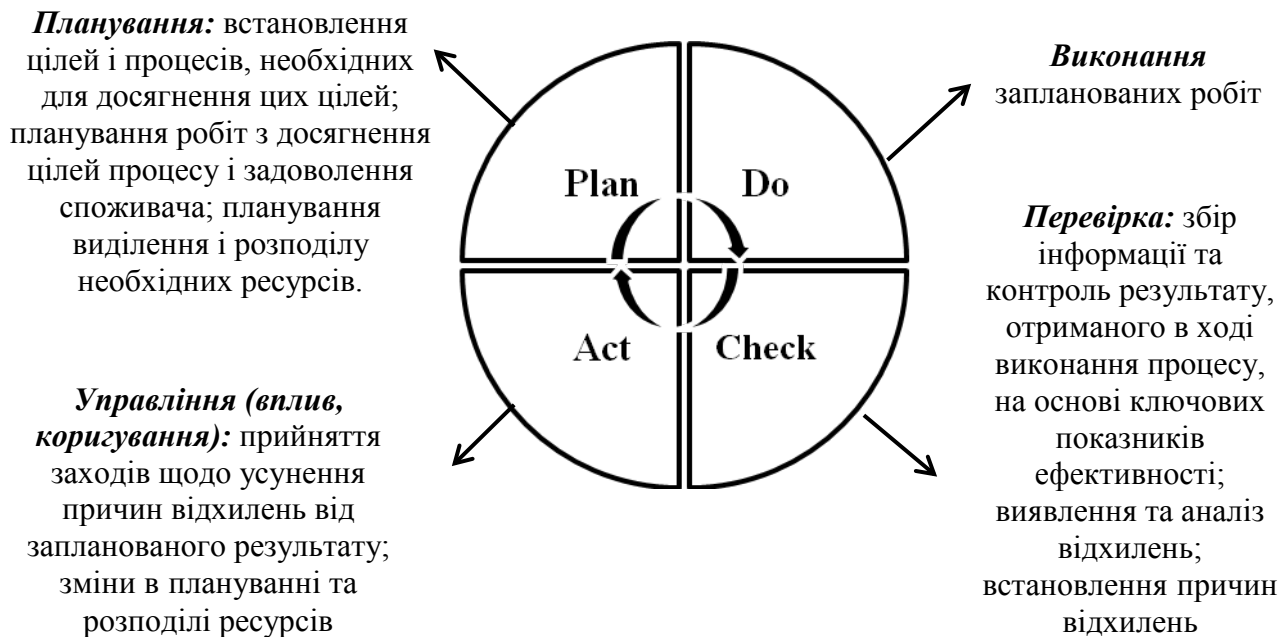 Планування: встановлення
цілей і процесів, необхідних
для досягнення цих цілей;
планування робіт з досягнення
цілей процесу і задоволення
споживача; планування
виділення і розподілу
необхідних ресурсів.
Виконання
запланованих робіт
Plan
Do
Act
Check
Управління (вплив,
коригування): прийняття
заходів щодо усунення
причин відхилень від
запланованого результату;
зміни в плануванні та
розподілі ресурсів
Перевірка: збір
інформації та
контроль результату,
отриманого в ході
виконання процесу,
на основі ключових
показників
ефективності;
виявлення та аналіз
відхилень;
встановлення причин
відхилень